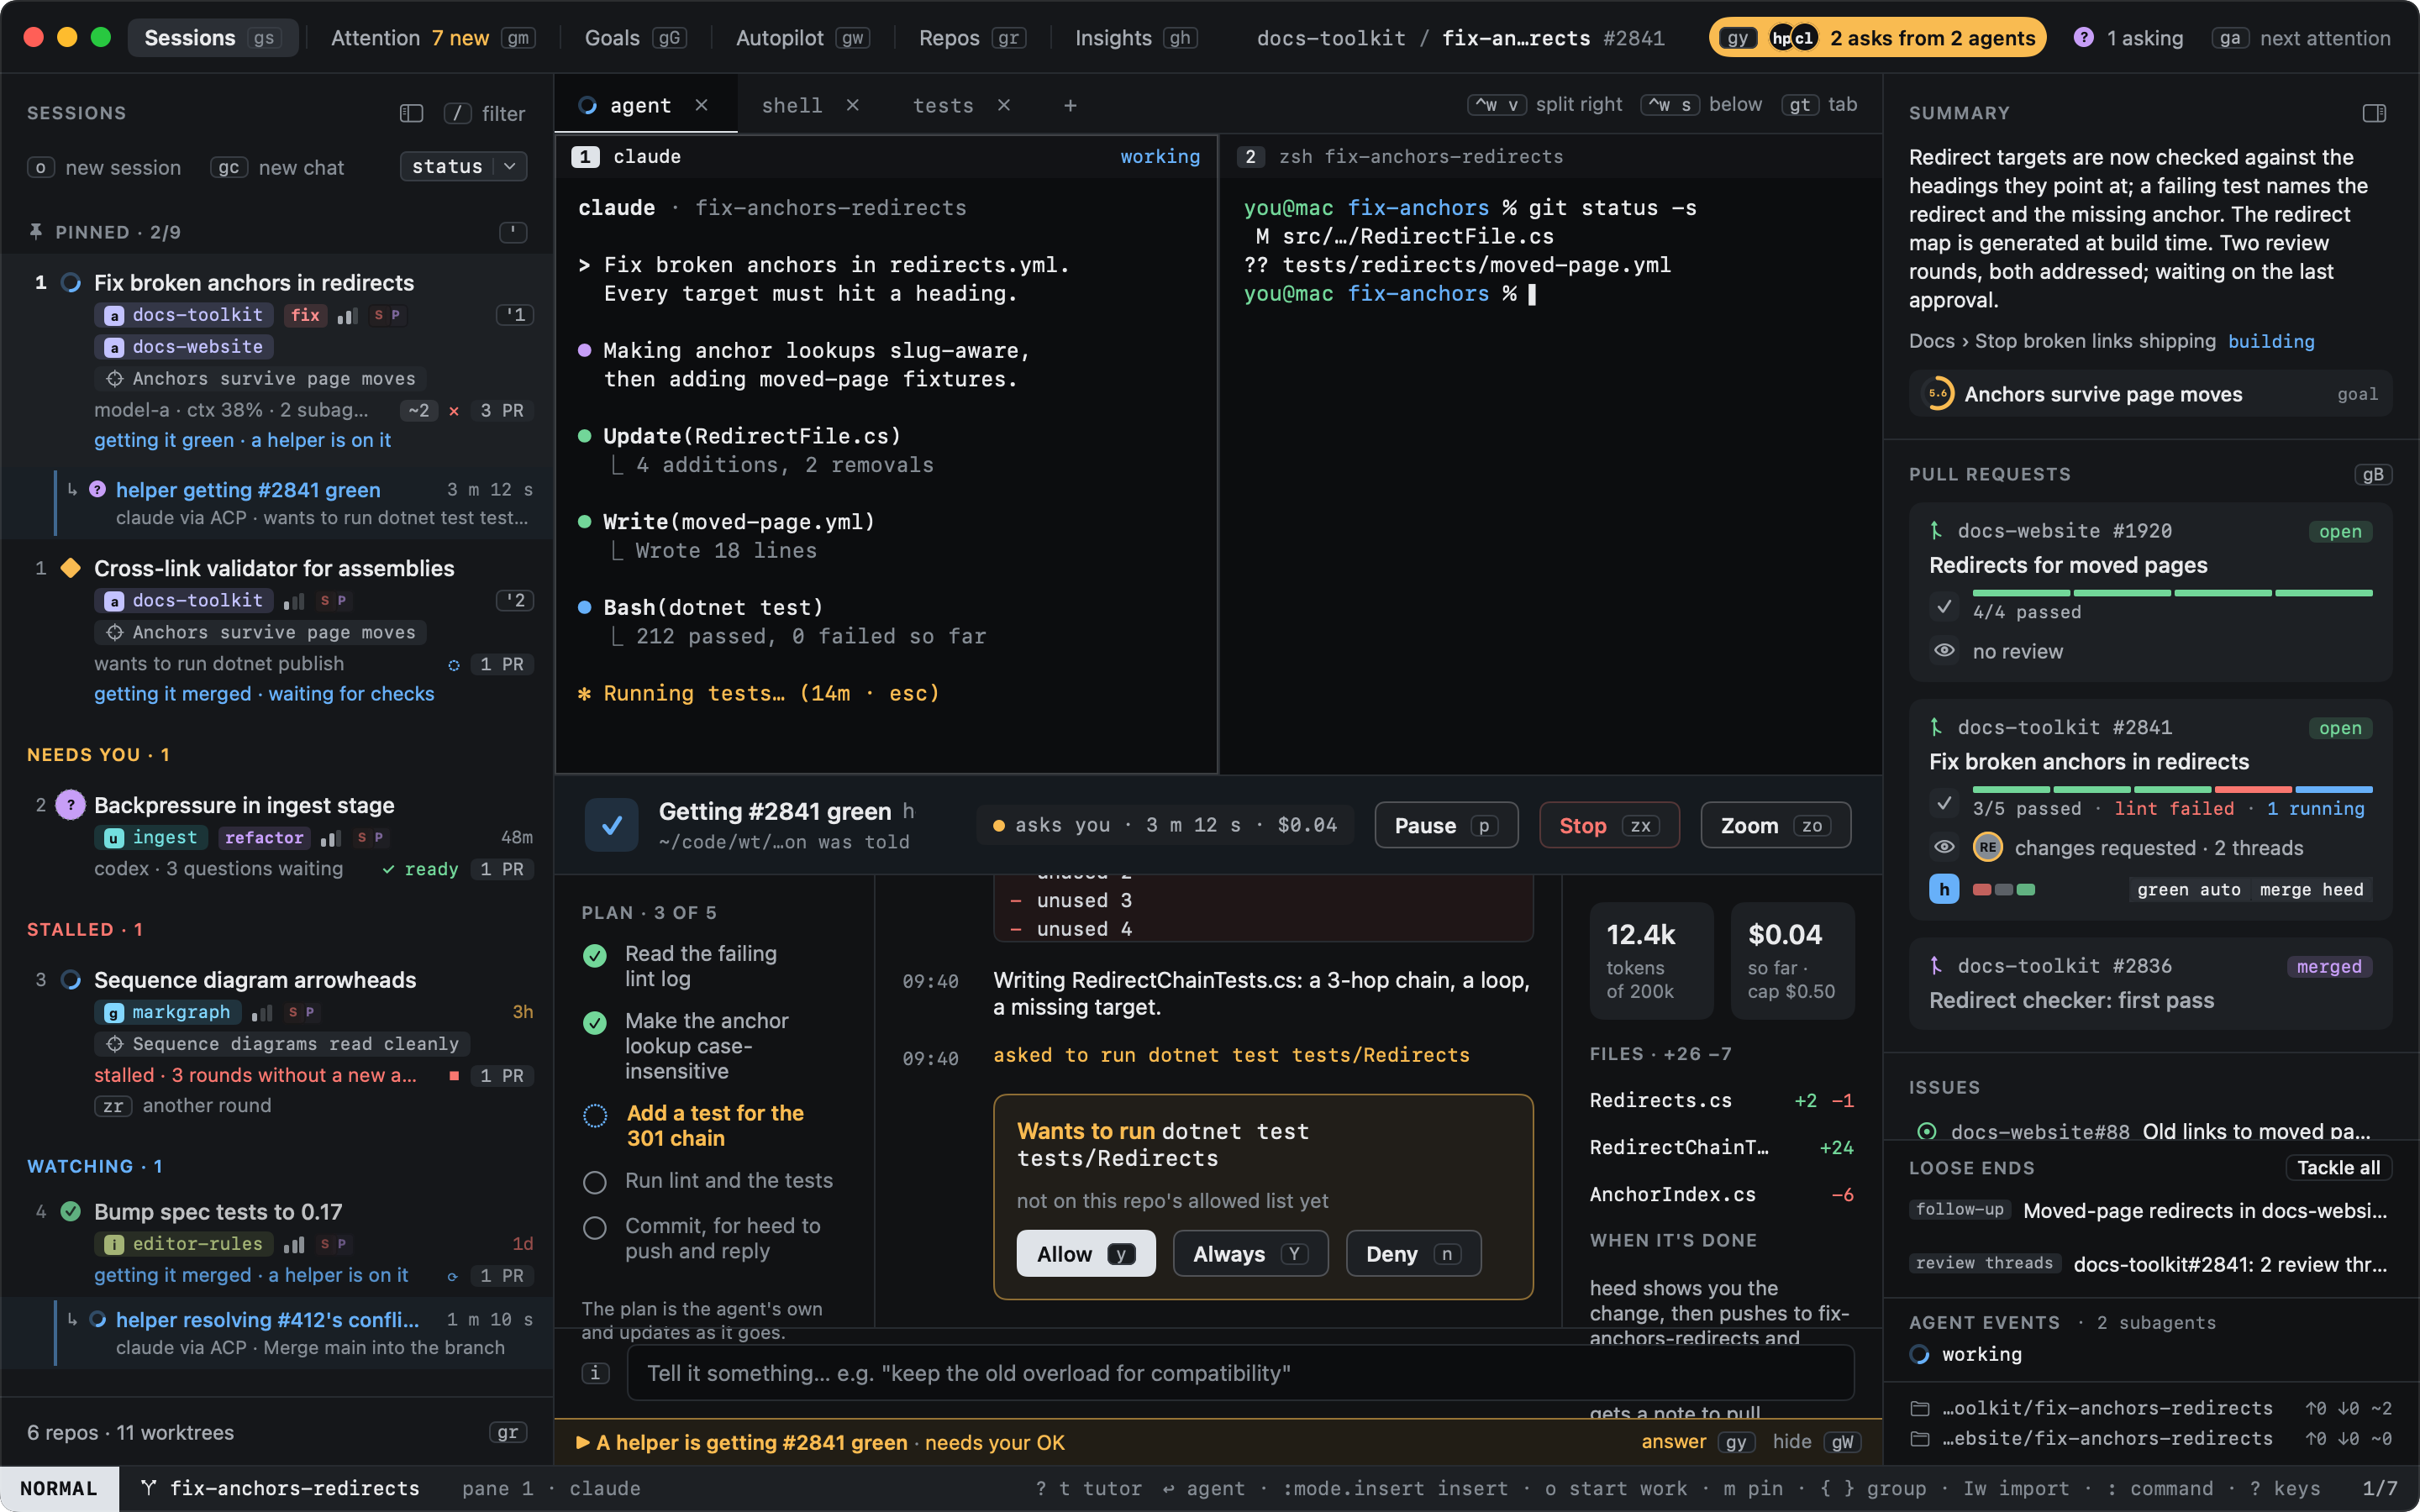 Sessions gs
Attention 7 new gm
Goals gG
Autopilot gw
Repos gr
Insights gh
docs-toolkit / fix-an…rects #2841
gy hp cl 2 asks from 2 agents
? 1 asking
ga next attention
SESSIONS
/ filter
o new session gc new chat status
PINNED · 2/9 '
1 Fix broken anchors in redirects
a docs-toolkit fix S P '1
a docs-website
Anchors survive page moves
model-a · ctx 38% · 2 subag… ~2 × 3 PR
getting it green · a helper is on it
↳ ? helper getting #2841 green 3 m 12 s
claude via ACP · wants to run dotnet test test…
1 Cross-link validator for assemblies
a docs-toolkit S P '2
Anchors survive page moves
wants to run dotnet publish 1 PR
getting it merged · waiting for checks
NEEDS YOU · 1
2 ? Backpressure in ingest stage
u ingest refactor S P 48m
codex · 3 questions waiting ✓ ready 1 PR
STALLED · 1
3 Sequence diagram arrowheads
g markgraph S P 3h
Sequence diagrams read cleanly
stalled · 3 rounds without a new a… 1 PR
zr another round
WATCHING · 1
4 Bump spec tests to 0.17
i editor-rules S P 1d
getting it merged · a helper is on it 1 PR
↳ helper resolving #412's confli… 1 m 10 s
claude via ACP · Merge main into the branch
6 repos · 11 worktrees gr
agent ×
shell ×
tests ×
+
^w v split right ^w s below gt tab
1 claude working
claude · fix-anchors-redirects
> Fix broken anchors in redirects.yml.
Every target must hit a heading.
● Making anchor lookups slug-aware,
then adding moved-page fixtures.
● Update(RedirectFile.cs)
⎿ 4 additions, 2 removals
● Write(moved-page.yml)
⎿ Wrote 18 lines
● Bash(dotnet test)
⎿ 212 passed, 0 failed so far
✻ Running tests… (14m · esc)
2 zsh fix-anchors-redirects
you@mac fix-anchors % git status -s
M src/…/RedirectFile.cs
?? tests/redirects/moved-page.yml
you@mac fix-anchors %
Getting #2841 green h
~/code/wt/…on was told
asks you · 3 m 12 s · $0.04
Pause p
Stop zx
Zoom zo
PLAN · 3 OF 5
Read the failing
lint log
Make the anchor
lookup case-
insensitive
Add a test for the
301 chain
Run lint and the tests
Commit, for heed to
push and reply
The plan is the agent's own
and updates as it goes.
unused 2
− unused 3
− unused 4
09:40 Writing RedirectChainTests.cs: a 3-hop chain, a loop,
a missing target.
09:40 asked to run dotnet test tests/Redirects
Wants to run dotnet test
tests/Redirects
not on this repo's allowed list yet
Allow y
Always Y
Deny n
12.4k
tokens
of 200k
$0.04
so far ·
cap $0.50
FILES · +26 −7
Redirects.cs +2 −1
RedirectChainT… +24
AnchorIndex.cs −6
WHEN IT'S DONE
heed shows you the
change, then pushes to fix-
anchors-redirects and
gets a note to pull
i Tell it something… e.g. "keep the old overload for compatibility"
▶ A helper is getting #2841 green · needs your OK
answer gy hide gW
SUMMARY
Redirect targets are now checked against the
headings they point at; a failing test names the
redirect and the missing anchor. The redirect
map is generated at build time. Two review
rounds, both addressed; waiting on the last
approval.
Docs › Stop broken links shipping building
5.6 Anchors survive page moves goal
PULL REQUESTS gB
docs-website #1920 open
Redirects for moved pages
4/4 passed
no review
docs-toolkit #2841 open
Fix broken anchors in redirects
3/5 passed · lint failed · 1 running
RE changes requested · 2 threads
h green auto merge heed
docs-toolkit #2836 merged
Redirect checker: first pass
ISSUES
docs-website#88 Old links to moved pa…
LOOSE ENDS Tackle all
follow-up Moved-page redirects in docs-websi…
review threads docs-toolkit#2841: 2 review thr…
AGENT EVENTS · 2 subagents
working
…oolkit/fix-anchors-redirects ↑0 ↓0 ~2
…ebsite/fix-anchors-redirects ↑0 ↓0 ~0
NORMAL fix-anchors-redirects pane 1 · claude
? t tutor ↩ agent · :mode.insert insert · o start work · m pin · { } group · Iw import · : command · ? keys 1/7